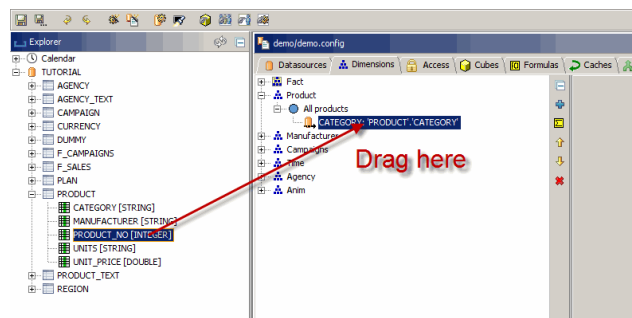 Explorer
Calendar
TUTORIAL
AGENCY
AGENCY_TEXT
CAMPAIGN
CURRENCY
DUMMY
F_CAMPAIGNS
F_SALES
PLAN
PRODUCT
CATEGORY [STRING]
MANUFACTURER [STRING]
PRODUCT_NO [INTEGER]
UNITS [STRING]
UNIT_PRICE [DOUBLE]
PRODUCT_TEXT
REGION
demo/demo.config
Datasources Dimensions Access Cubes Formulas Caches
Fact
Product
All products
CATEGORY: 'PRODUCT'.'CATEGORY'
Manufacturer
Campaigns
Time
Agency
Anim
Drag here